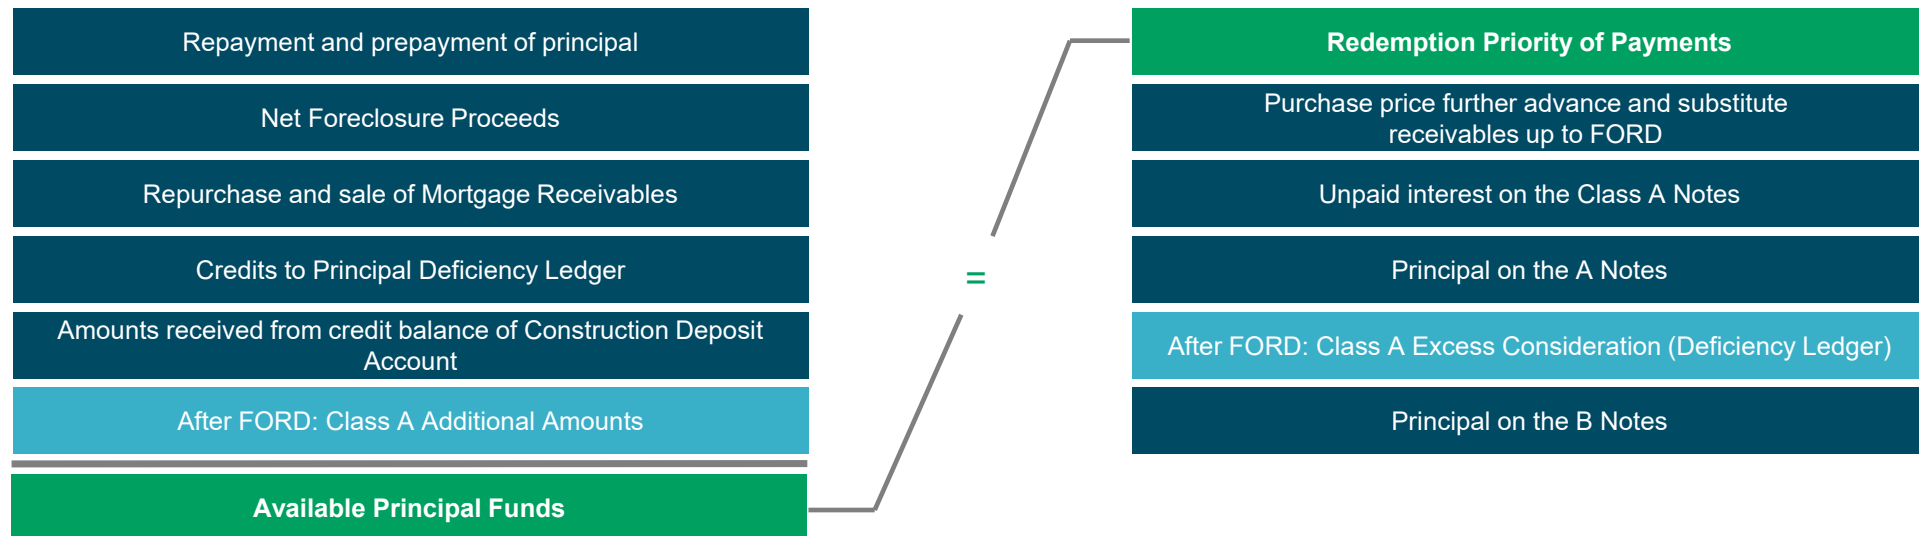 Repayment and prepayment of principal
Net Foreclosure Proceeds
Repurchase and sale of Mortgage Receivables
Credits to Principal Deficiency Ledger
Amounts received from credit balance of Construction Deposit
Account
After FORD: Class A Additional Amounts
Available Principal Funds
=
Redemption Priority of Payments
Purchase price further advance and substitute
receivables up to FORD
Unpaid interest on the Class A Notes
Principal on the A Notes
After FORD: Class A Excess Consideration (Deficiency Ledger)
Principal on the B Notes